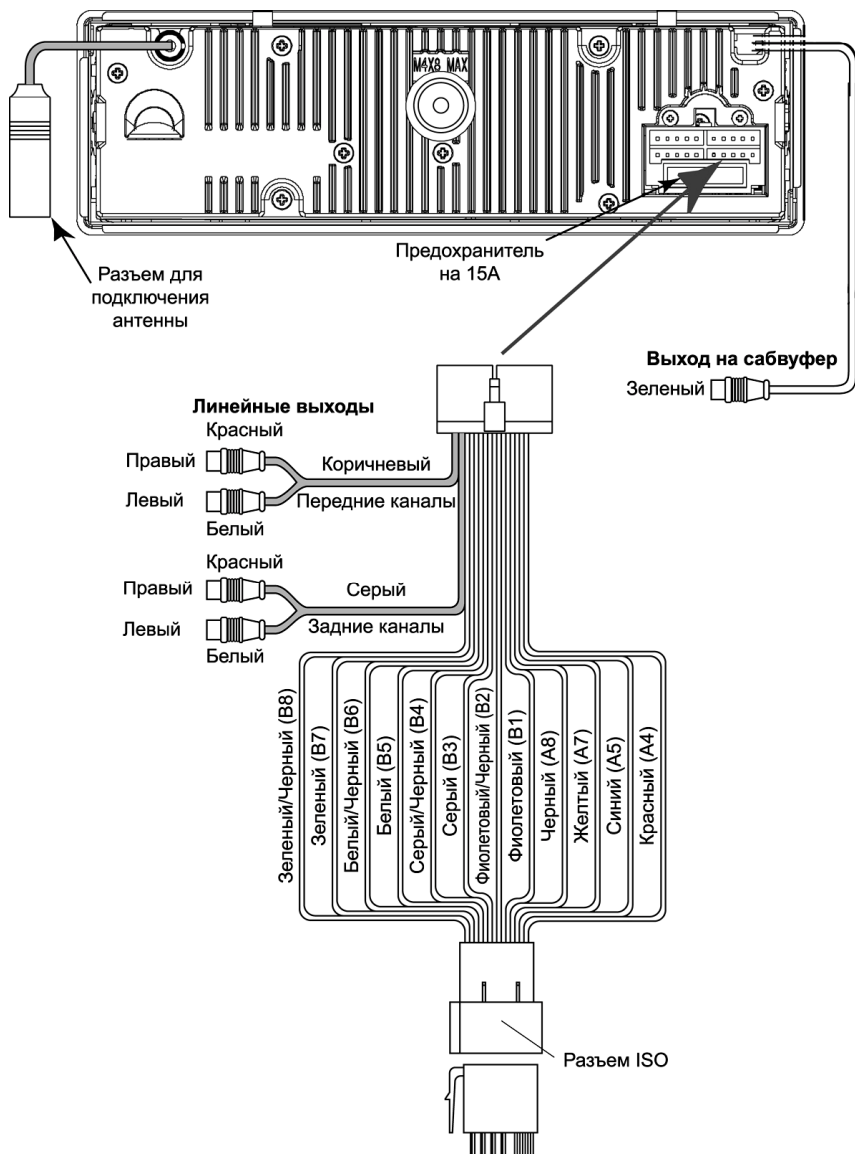 M4X8 MAX
Предохранитель
на 15А
Разъем для
подключения
антенны
Выход на сабвуфер
Зеленый
Линейные выходы
Красный
Правый
Коричневый
Левый
Передние каналы
Белый
Красный
Правый
Серый
Левый
Задние каналы
Белый
Зеленый/Черный (B8)
Зеленый (B7)
Белый/Черный (B6)
Белый (B5)
Серый/Черный (B4)
Серый (B3)
Фиолетовый/Черный (B2)
Фиолетовый (B1)
Черный (A8)
Желтый (A7)
Синий (A5)
Красный (A4)
Разъем ISO